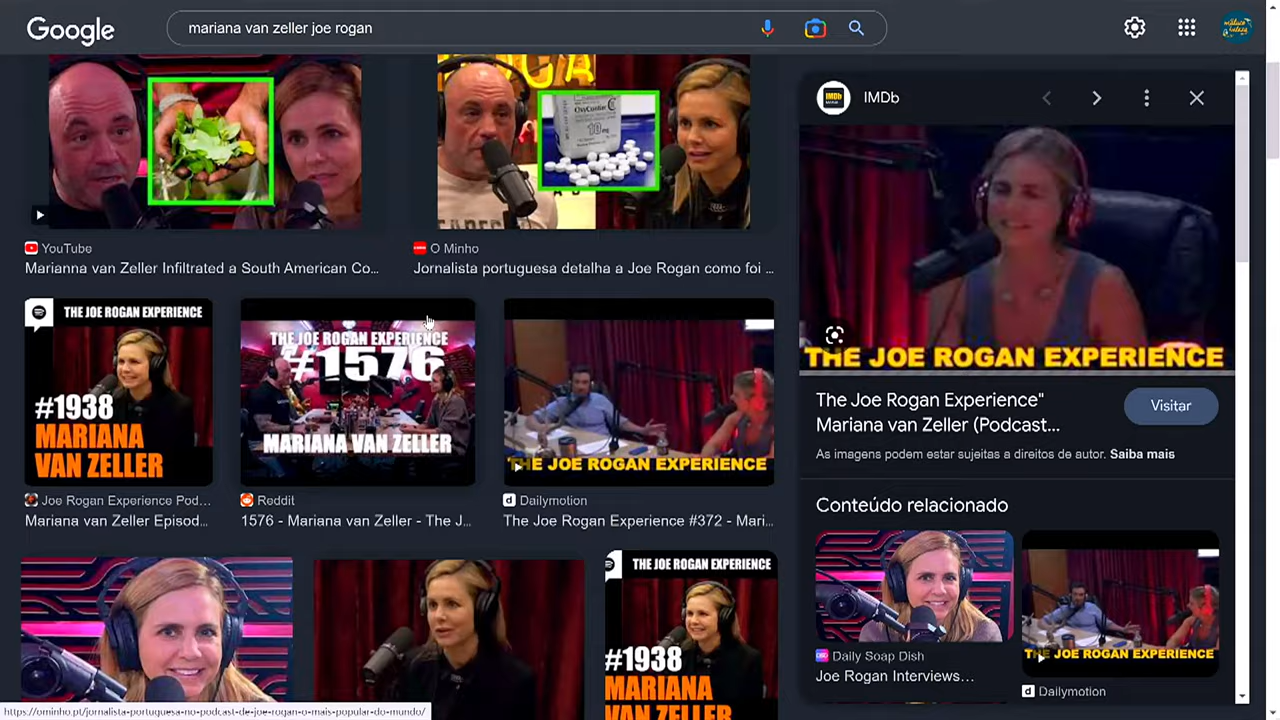 Google
mariana van zeller joe rogan
OxyContin
10
YouTube
Marianna van Zeller Infiltrated a South American Co...
O Minho
Jornalista portuguesa detalha a Joe Rogan como foi ...
THE JOE ROGAN EXPERIENCE
#1938
MARIANA
VAN ZELLER
Joe Rogan Experience Pod...
Mariana van Zeller Episod...
THE JOE ROGAN EXPERIENCE
#1576
MARIANA VAN ZELLER
Reddit
1576 - Mariana van Zeller - The J...
THE JOE ROGAN EXPERIENCE
Dailymotion
The Joe Rogan Experience #372 - Mari...
THE JOE ROGAN EXPERIENCE
#1938
MARIANA
VAN ZELLER
IMDb
IMDb
THE JOE ROGAN EXPERIENCE
The Joe Rogan Experience"
Mariana van Zeller (Podcast...
Visitar
As imagens podem estar sujeitas a direitos de autor. Saiba mais
Conteúdo relacionado
Daily Soap Dish
Joe Rogan Interviews...
THE JOE ROGAN EXPERIENCE
Dailymotion
https://ominho.pt/jornalista-portuguesa-no-podcast-de-joe-rogan-o-mais-popular-do-mundo/